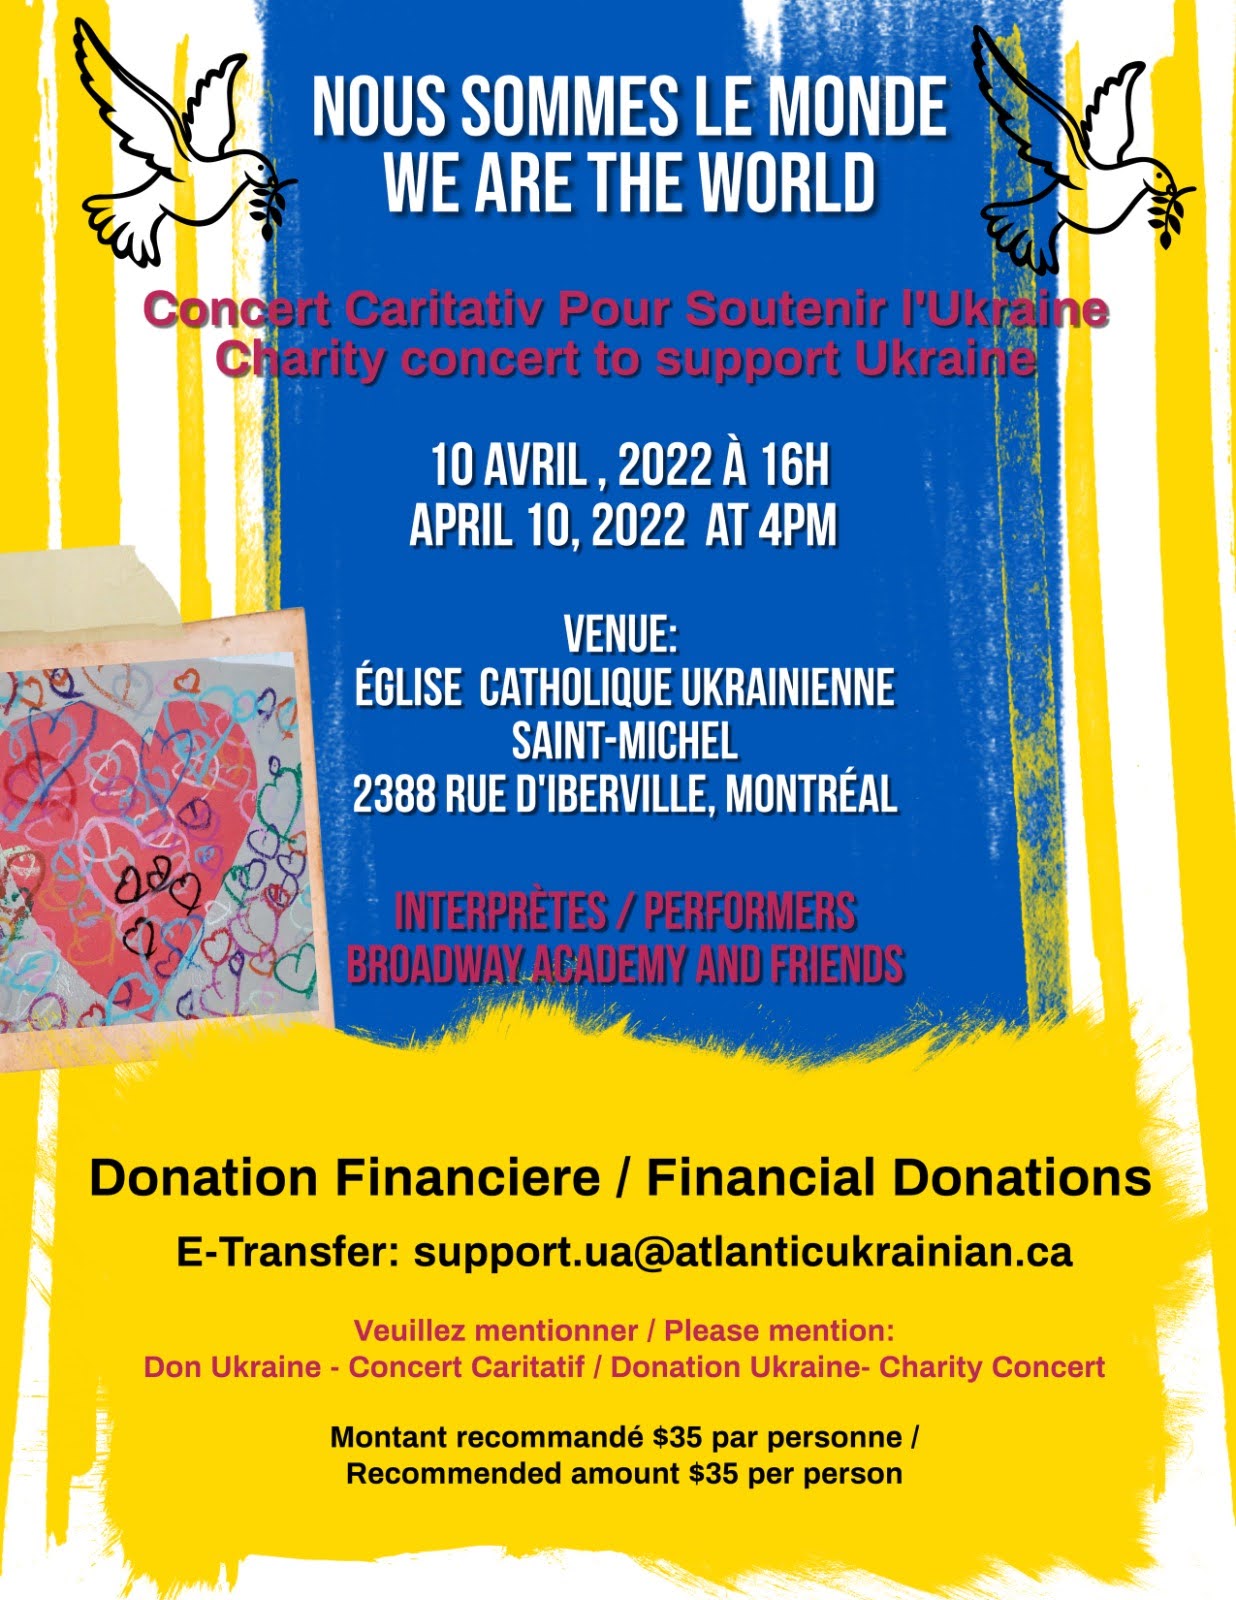 NOUS SOMMES LE MONDE
WE ARE THE WORLD
Concert Caritativ Pour Soutenir l'Ukraine
Charity concert to support Ukraine
10 AVRIL , 2022 À 16H
APRIL 10, 2022 AT 4PM
VENUE:
ÉGLISE CATHOLIQUE UKRAINIENNE
SAINT-MICHEL
2388 RUE D'IBERVILLE, MONTRÉAL
INTERPRÈTES / PERFORMERS
BROADWAY ACADEMY AND FRIENDS
Donation Financiere / Financial Donations
E-Transfer: support.ua@atlanticukrainian.ca
Veuillez mentionner / Please mention:
Don Ukraine - Concert Caritatif / Donation Ukraine- Charity Concert
Montant recommandé $35 par personne /
Recommended amount $35 per person